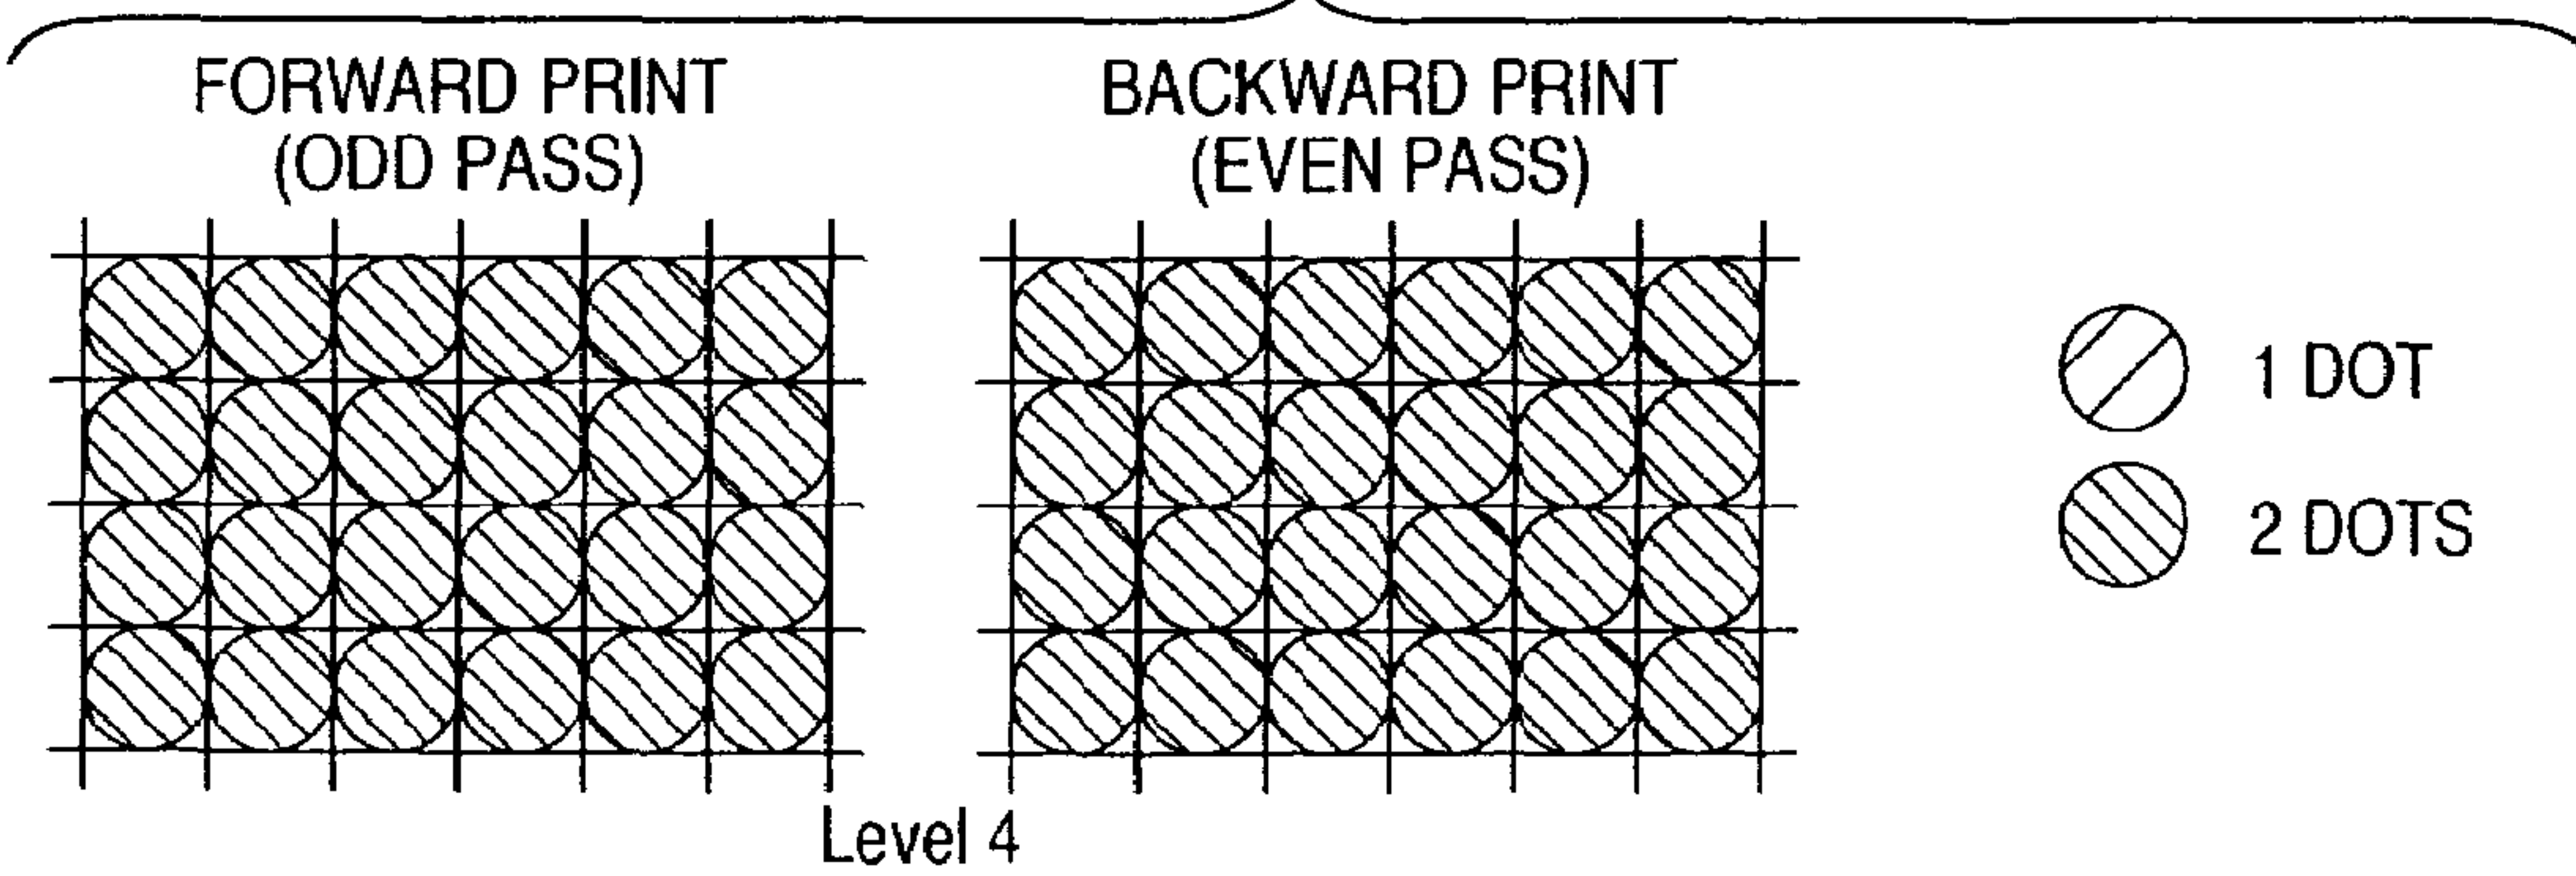 FORWARD PRINT
(ODD PASS)
BACKWARD PRINT
(EVEN PASS)
1 DOT
2 DOTS
Level 4